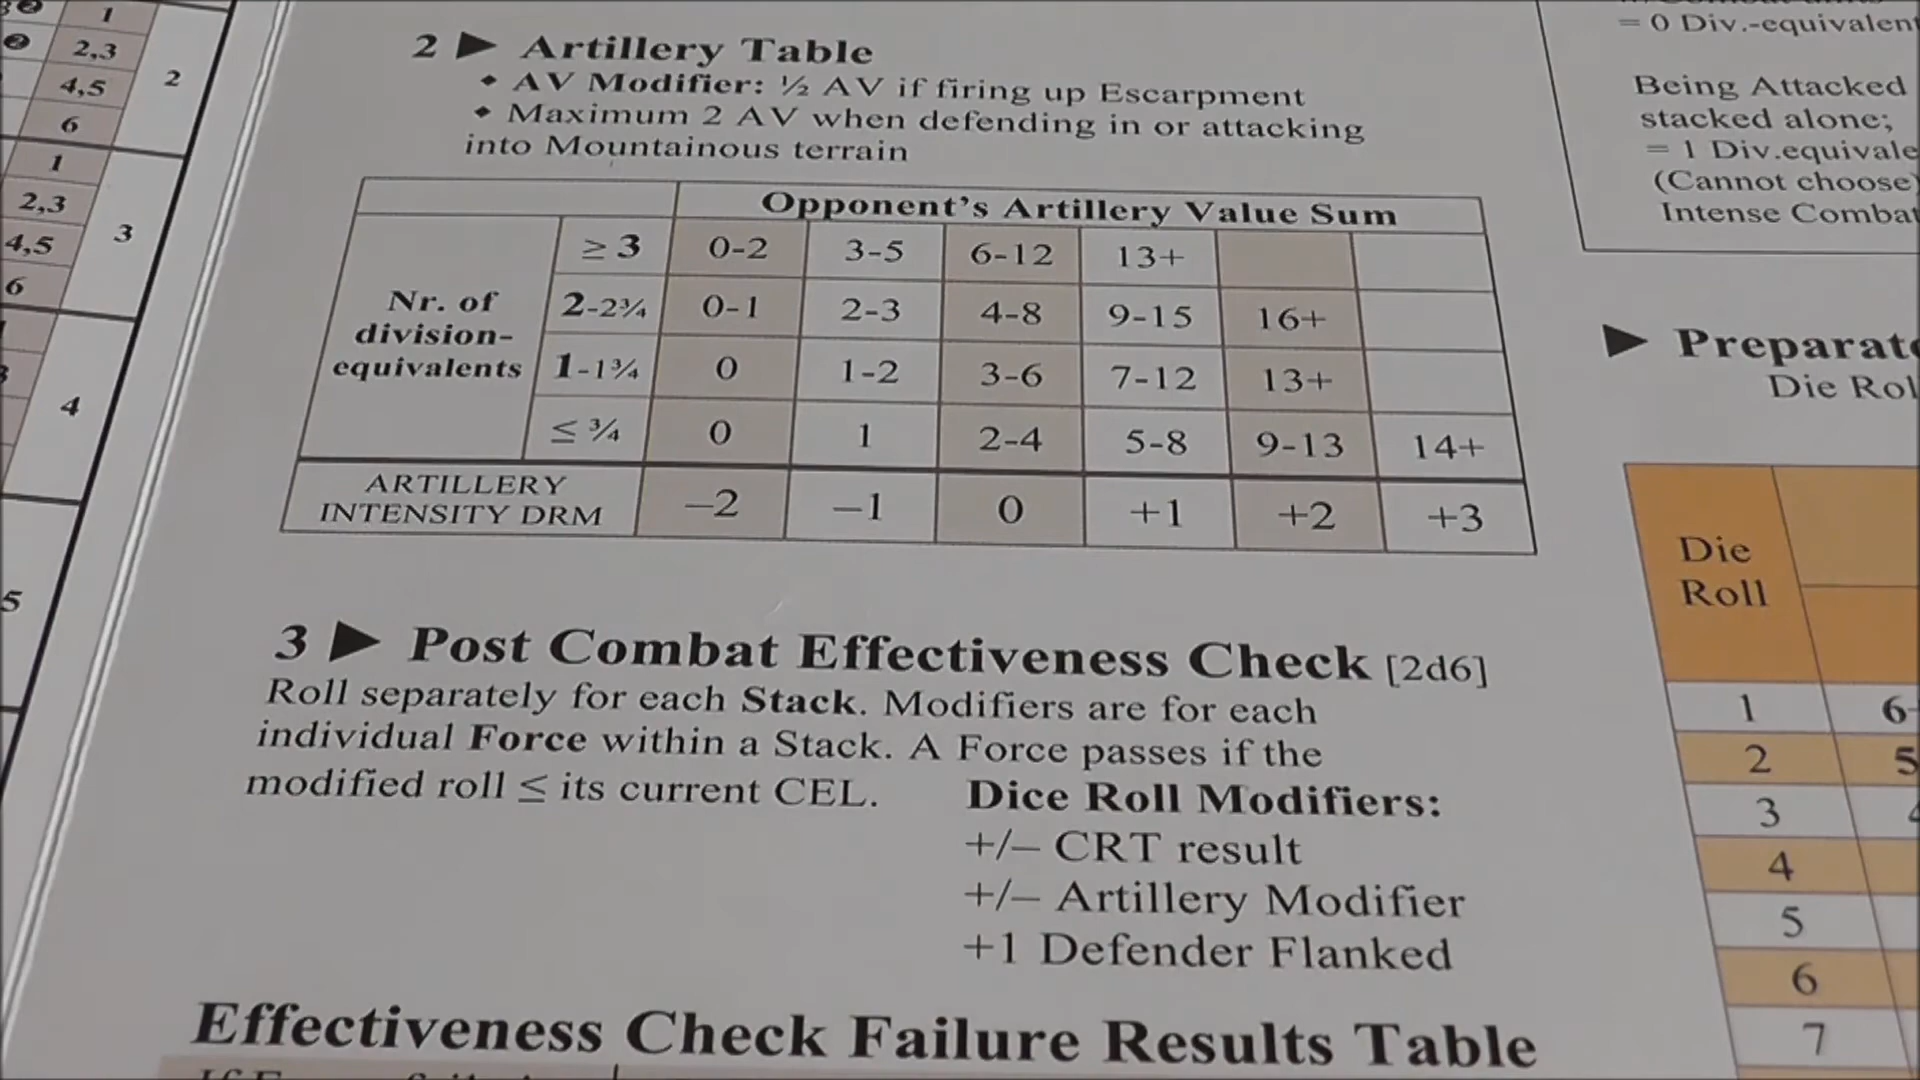 1
2,3
4,5
6
2
1
2,3
4,5
6
3
4
5
2 ► Artillery Table
◆ AV Modifier: ½ AV if firing up Escarpment
◆ Maximum 2 AV when defending in or attacking
into Mountainous terrain
Opponent's Artillery Value Sum
Nr. of
division-
equivalents
≥ 3 0-2 3-5 6-12 13+
2-2¾ 0-1 2-3 4-8 9-15 16+
1-1¾ 0 1-2 3-6 7-12 13+
≤ ¾ 0 1 2-4 5-8 9-13 14+
ARTILLERY
INTENSITY DRM
−2 −1 0 +1 +2 +3
3 ► Post Combat Effectiveness Check [2d6]
Roll separately for each Stack. Modifiers are for each
individual Force within a Stack. A Force passes if the
modified roll ≤ its current CEL.
Dice Roll Modifiers:
+/− CRT result
+/− Artillery Modifier
+1 Defender Flanked
Effectiveness Check Failure Results Table
= 0 Div.-equivalent
Being Attacked
stacked alone;
= 1 Div.equivale
(Cannot choose
Intense Combat
► Preparat
Die Rol
Die
Roll
1 6
2 5
3
4
5
6
7